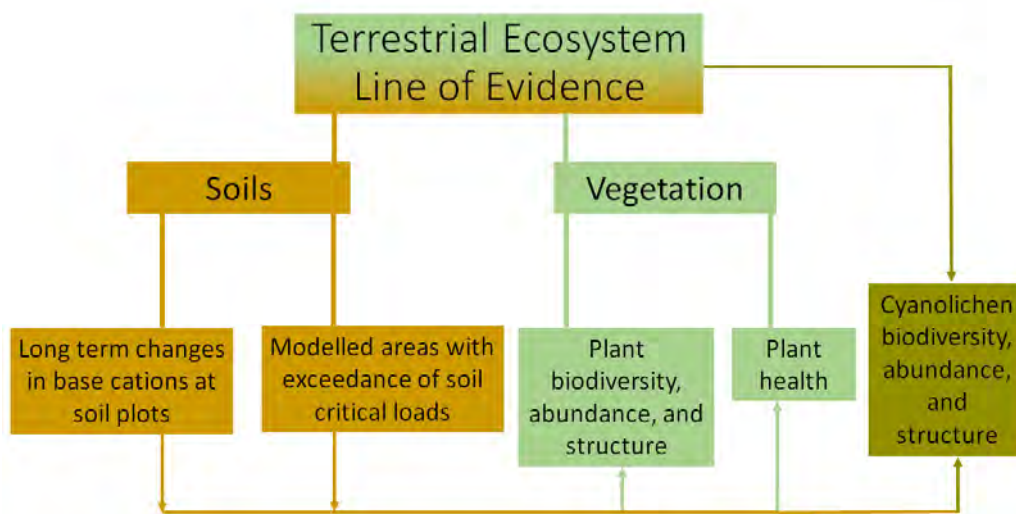 Terrestrial Ecosystem
Line of Evidence
Soils
Vegetation
Long term changes
in base cations at
soil plots
Modelled areas with
exceedance of soil
critical loads
Plant
biodiversity,
abundance, and
structure
Plant
health
Cyanolichen
biodiversity,
abundance,
and
structure